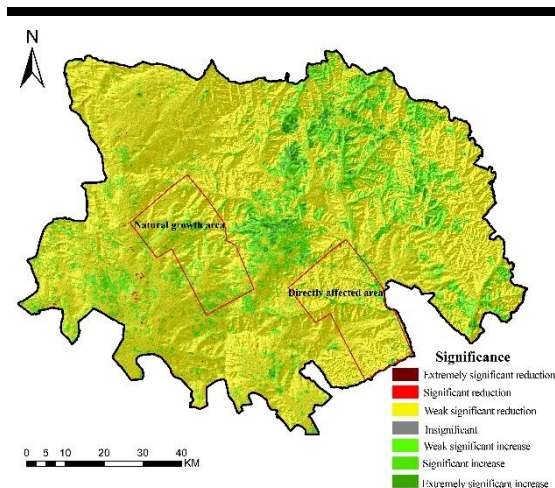 N
Natural growth area
Directly affected area
Significance
Extremely significant reduction
Significant reduction
Weak significant reduction
Insignificant
Weak significant increase
Significant increase
Extremely significant increase
0 5 10 20 30 40
KM